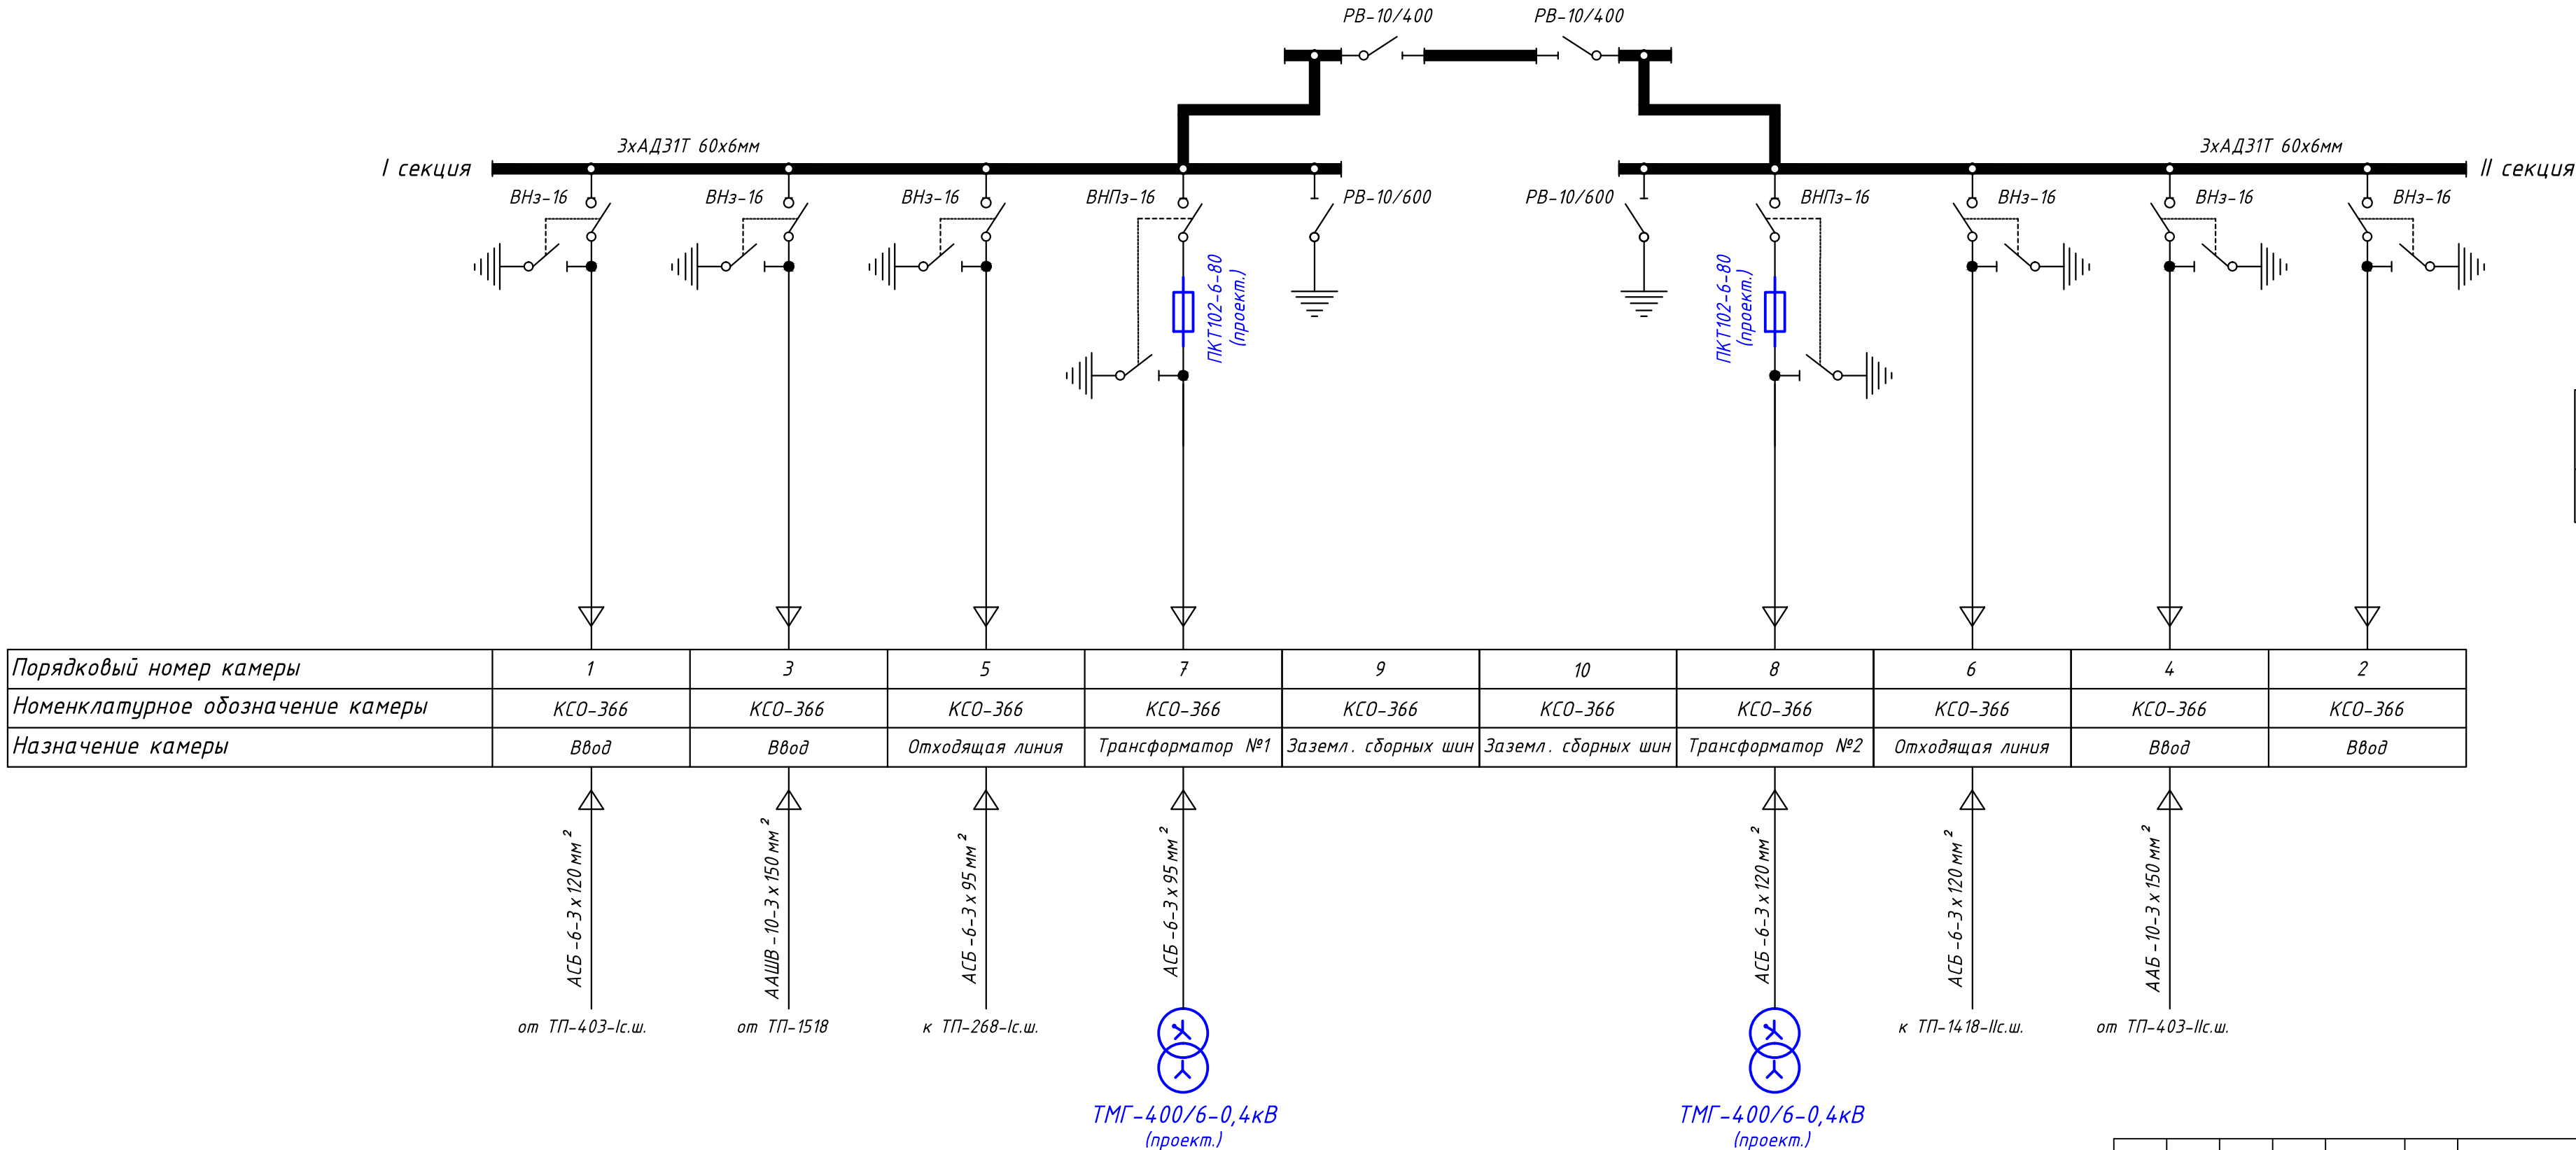 РВ-10/400 РВ-10/400
3хАД31Т 60х6мм 3хАД31Т 60х6мм
I секция II секция
ВНз-16 ВНз-16 ВНз-16 ВНПз-16 РВ-10/600 РВ-10/600 ВНПз-16 ВНз-16 ВНз-16 ВНз-16
ПКТ102-6-80
(проект.)
ПКТ102-6-80
(проект.)
Порядковый номер камеры 1 3 5 7 9 10 8 6 4 2
Номенклатурное обозначение камеры КСО-366 КСО-366 КСО-366 КСО-366 КСО-366 КСО-366 КСО-366 КСО-366 КСО-366 КСО-366
Назначение камеры Ввод Ввод Отходящая линия Трансформатор №1 Заземл. сборных шин Заземл. сборных шин Трансформатор №2 Отходящая линия Ввод Ввод
АСБ-6-3х120мм²
ААШВ-10-3х150мм²
АСБ-6-3х95мм²
АСБ-6-3х95мм²
АСБ-6-3х120мм²
АСБ-6-3х120мм²
ААБ-10-3х150мм²
от ТП-403-Iс.ш. от ТП-1518 к ТП-268-Iс.ш. к ТП-1418-IIс.ш. от ТП-403-IIс.ш.
ТМГ-400/6-0,4кВ ТМГ-400/6-0,4кВ
(проект.) (проект.)